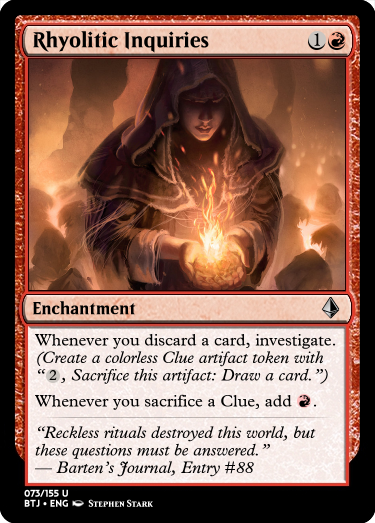 Rhyolitic Inquiries 1
Enchantment
Whenever you discard a card, investigate.
(Create a colorless Clue artifact token with
“2, Sacrifice this artifact: Draw a card.”)
Whenever you sacrifice a Clue, add .
“Reckless rituals destroyed this world, but
these questions must be answered.”
— Barten's Journal, Entry #88
073/155 U
BTJ • ENG Stephen Stark